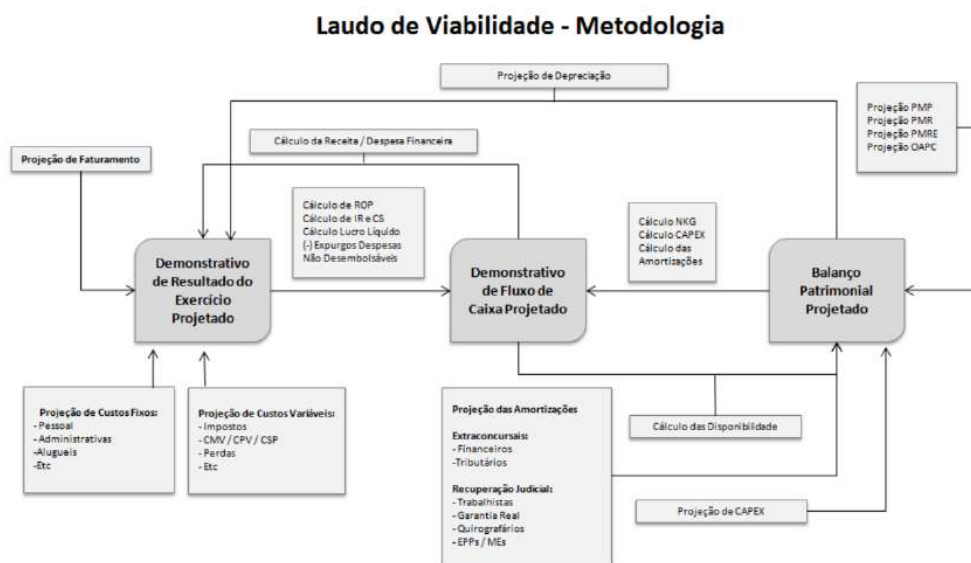 Laudo de Viabilidade - Metodologia
Projeção de Depreciação
Projeção PMP
Projeção PMR
Projeção PMRE
Projeção OAPC
Cálculo da Receita / Despesa Financeira
Projeção de Faturamento
Cálculo de ROP
Cálculo de IR e CS
Cálculo Lucro Líquido
(-) Expurgos Despesas
Não Desembolsáveis
Cálculo NKG
Cálculo CAPEX
Cálculo das
Amortizações
Demonstrativo
de Resultado do
Exercício
Projetado
Demonstrativo
de Fluxo de
Caixa Projetado
Balanço
Patrimonial
Projetado
Projeção de Custos Fixos:
- Pessoal
- Administrativas
- Alugueis
-Etc
Projeção de Custos Variáveis:
- Impostos
- CMV / CPV / CSP
- Perdas
- Etc
Projeção das Amortizações
Extraconcursais:
- Financeiros
-Tributários
Recuperação Judicial:
- Trabalhistas
- Garantia Real
- Quirografários
- EPPs / MEs
Cálculo das Disponibilidade
Projeção de CAPEX